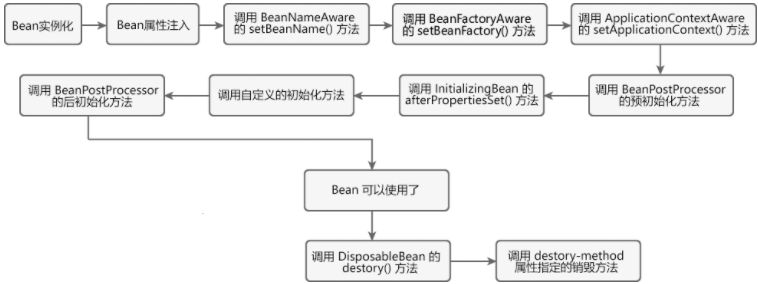 Bean实例化
Bean属性注入
调用 BeanNameAware
的 setBeanName() 方法
调用 BeanFactoryAware
的 setBeanFactory() 方法
调用 ApplicationContextAware
的 setApplicationContext() 方法
调用 BeanPostProcessor
的后初始化方法
调用自定义的初始化方法
调用 InitializingBean 的
afterPropertiesSet() 方法
调用 BeanPostProcessor
的预初始化方法
Bean 可以使用了
调用 DisposableBean 的
destory() 方法
调用 destory-method
属性指定的销毁方法